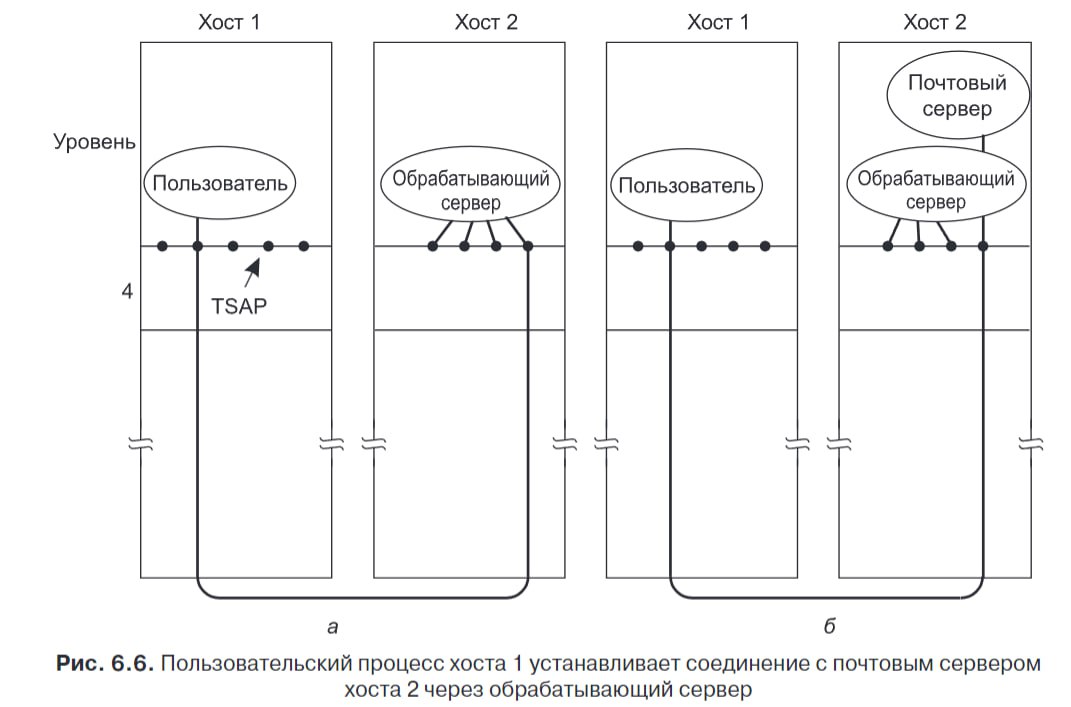 Хост 1
Хост 2
Хост 1
Хост 2
Уровень
4
Пользователь
TSAP
Обрабатывающий
сервер
Пользователь
Почтовый
сервер
Обрабатывающий
сервер
а
б
Рис. 6.6. Пользовательский процесс хоста 1 устанавливает соединение с почтовым сервером
хоста 2 через обрабатывающий сервер